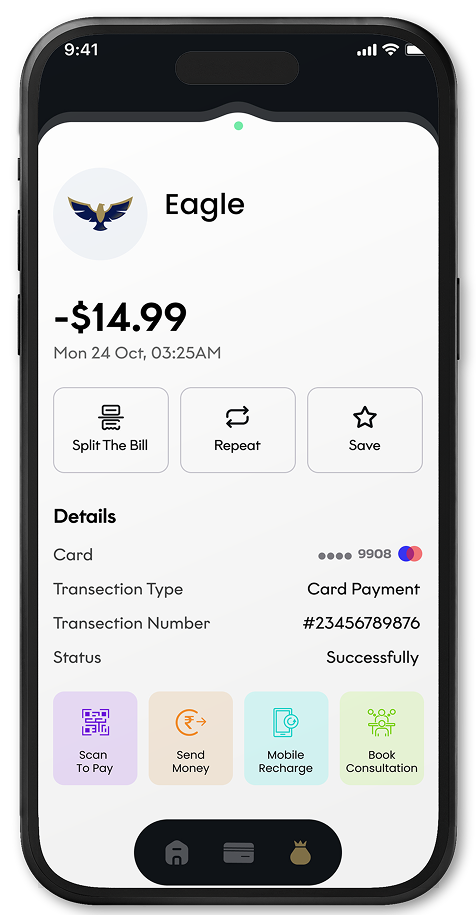 9:41
Eagle
-$14.99
Mon 24 Oct, 03:25AM
Split The Bill
Repeat
Save
Details
Card •••• 9908
Transection Type Card Payment
Transection Number #23456789876
Status Successfully
Scan
To Pay
₹
Send
Money
Mobile
Recharge
Book
Consultation